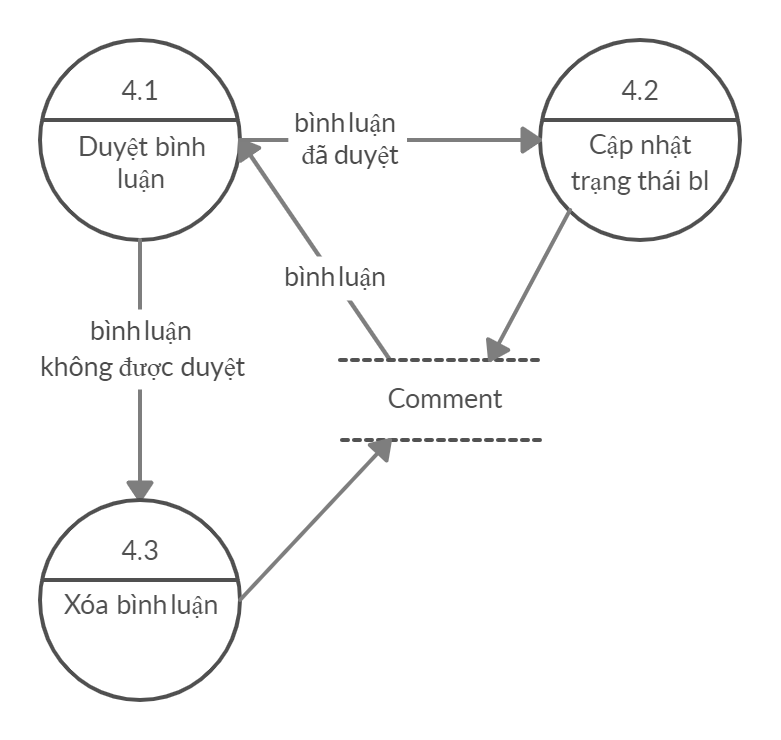 4.1
Duyệt bình
luận
bình luận
đã duyệt
4.2
Cập nhật
trạng thái bl
bình luận
bình luận
không được duyệt
Comment
4.3
Xóa bình luận